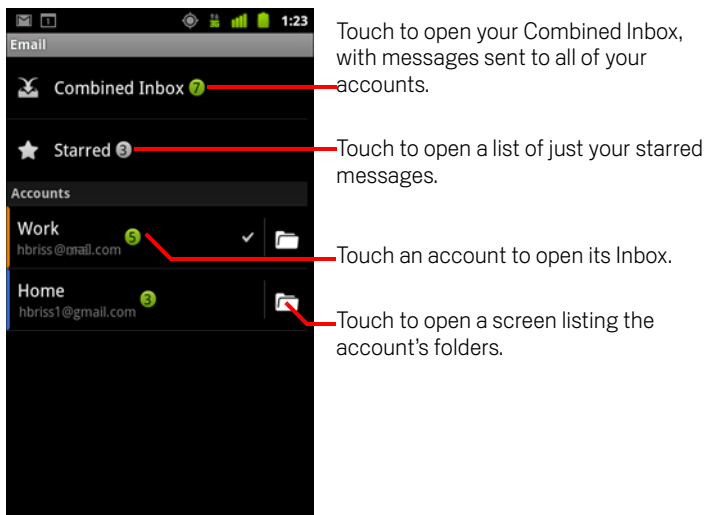 1:23
Email
Combined Inbox 7
Starred 3
Accounts
Work 5
hbriss@mail.com
Home 3
hbriss1@gmail.com
Touch to open your Combined Inbox,
with messages sent to all of your
accounts.
Touch to open a list of just your starred
messages.
Touch an account to open its Inbox.
Touch to open a screen listing the
account's folders.